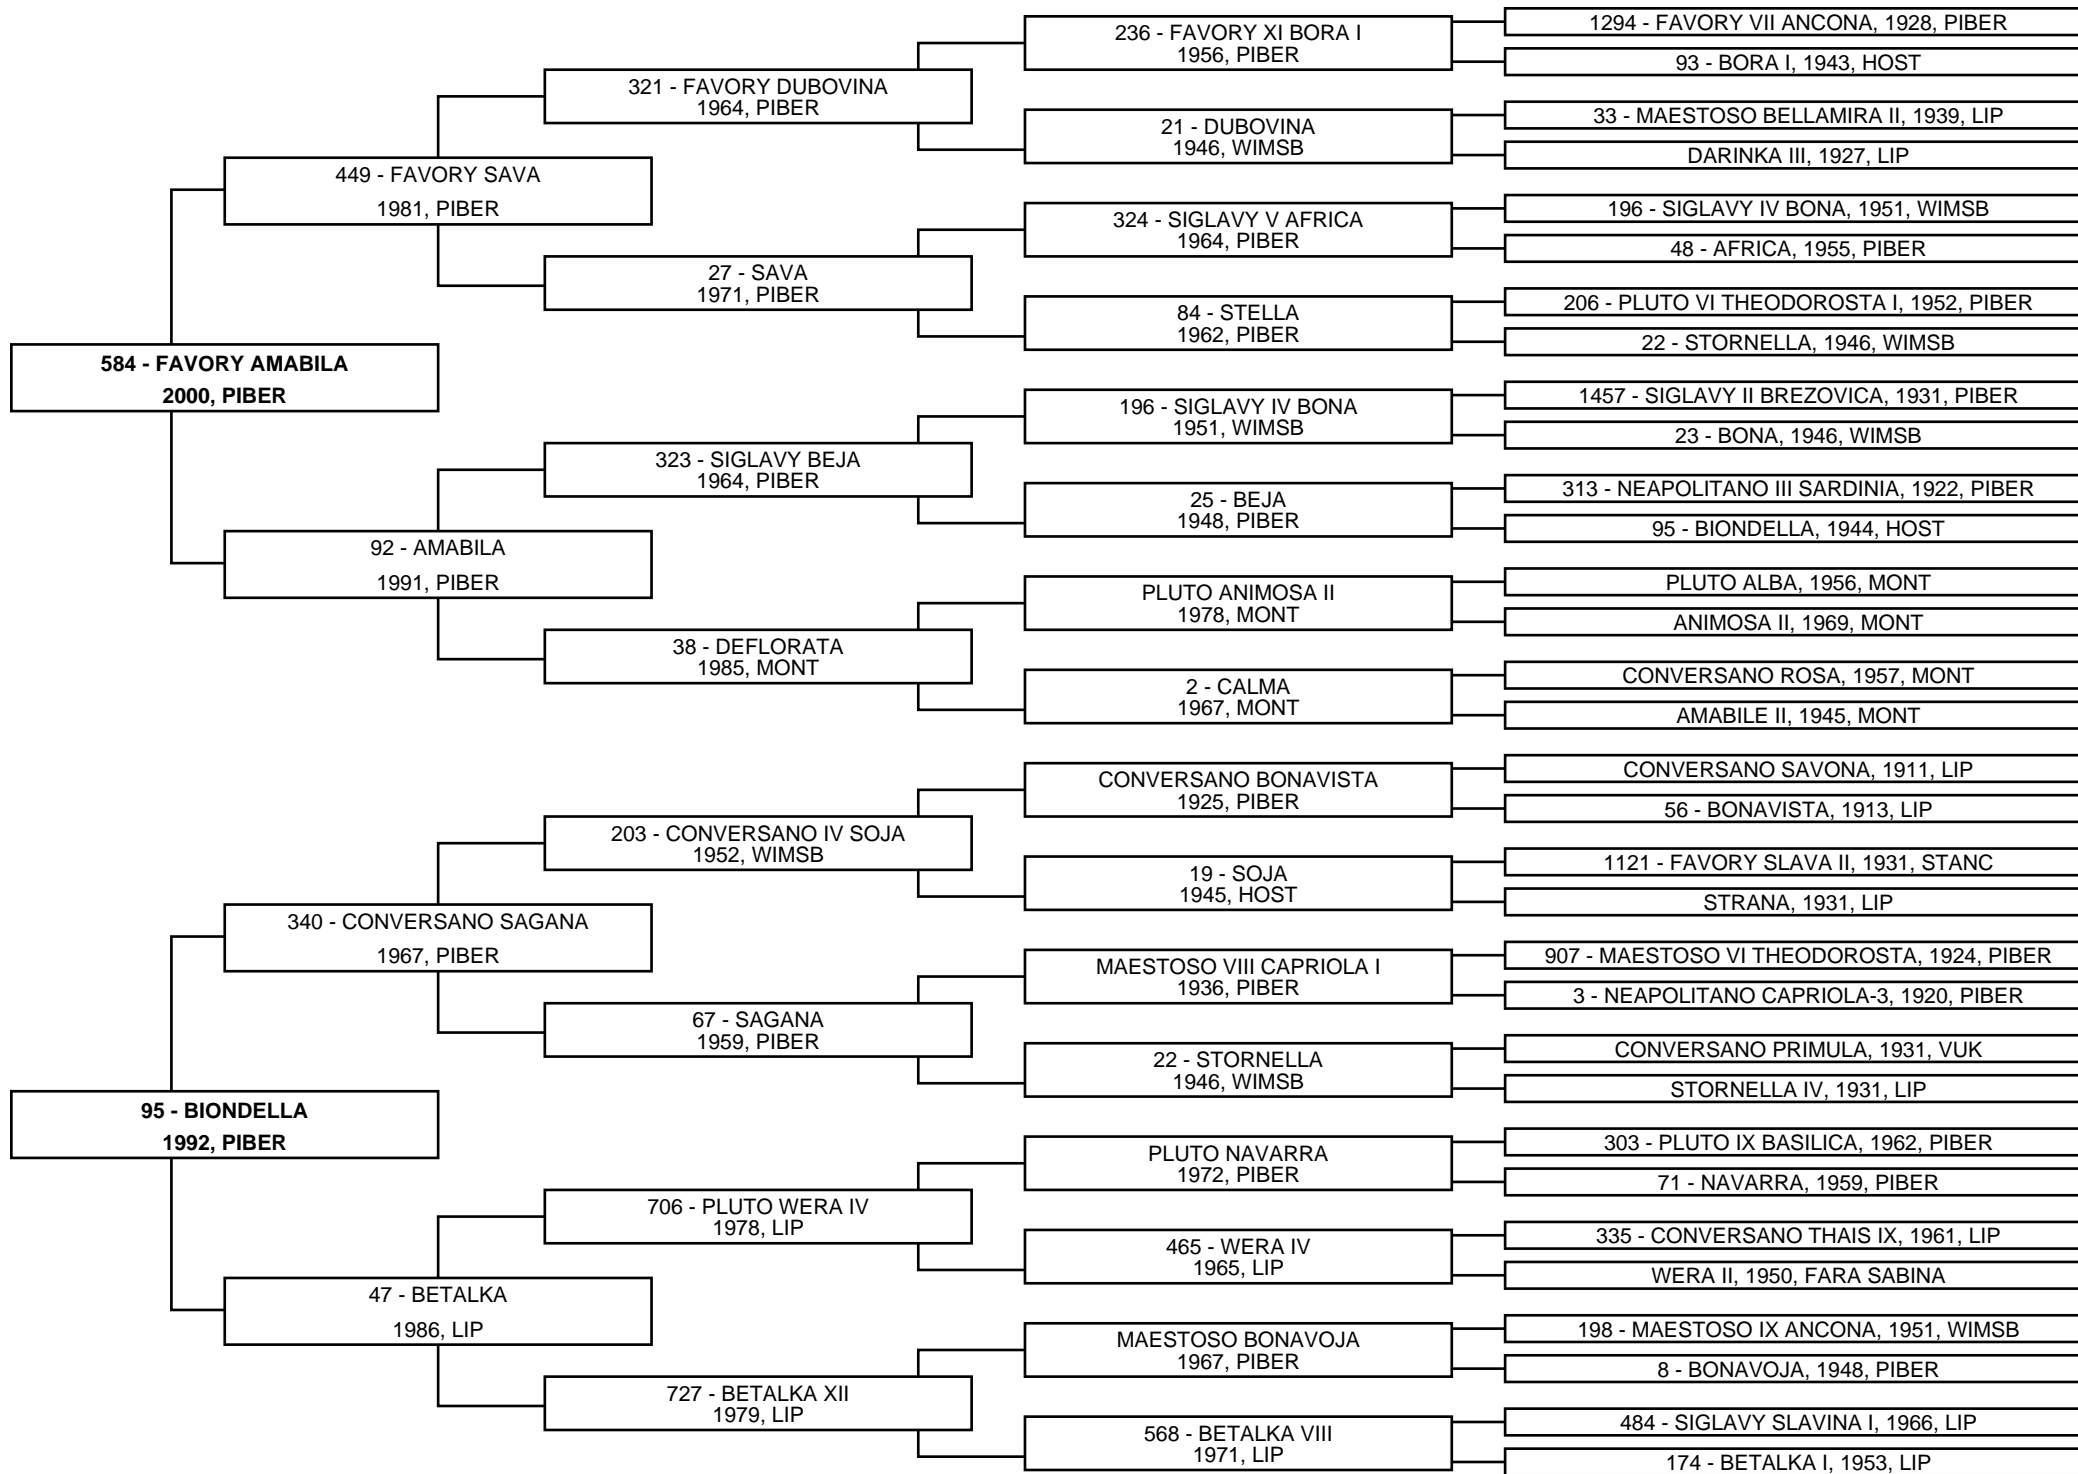 584 - FAVORY AMABILA
2000, PIBER
95 - BIONDELLA
1992, PIBER
449 - FAVORY SAVA
1981, PIBER
92 - AMABILA
1991, PIBER
340 - CONVERSANO SAGANA
1967, PIBER
47 - BETALKA
1986, LIP
321 - FAVORY DUBOVINA
1964, PIBER
27 - SAVA
1971, PIBER
323 - SIGLAVY BEJA
1964, PIBER
38 - DEFLORATA
1985, MONT
203 - CONVERSANO IV SOJA
1952, WIMSB
67 - SAGANA
1959, PIBER
706 - PLUTO WERA IV
1978, LIP
727 - BETALKA XII
1979, LIP
236 - FAVORY XI BORA I
1956, PIBER
21 - DUBOVINA
1946, WIMSB
324 - SIGLAVY V AFRICA
1964, PIBER
84 - STELLA
1962, PIBER
196 - SIGLAVY IV BONA
1951, WIMSB
25 - BEJA
1948, PIBER
PLUTO ANIMOSA II
1978, MONT
2 - CALMA
1967, MONT
CONVERSANO BONAVISTA
1925, PIBER
19 - SOJA
1945, HOST
MAESTOSO VIII CAPRIOLA I
1936, PIBER
22 - STORNELLA
1946, WIMSB
PLUTO NAVARRA
1972, PIBER
465 - WERA IV
1965, LIP
MAESTOSO BONAVOJA
1967, PIBER
568 - BETALKA VIII
1971, LIP
1294 - FAVORY VII ANCONA, 1928, PIBER
93 - BORA I, 1943, HOST
33 - MAESTOSO BELLAMIRA II, 1939, LIP
DARINKA III, 1927, LIP
196 - SIGLAVY IV BONA, 1951, WIMSB
48 - AFRICA, 1955, PIBER
206 - PLUTO VI THEODOROSTA I, 1952, PIBER
22 - STORNELLA, 1946, WIMSB
1457 - SIGLAVY II BREZOVICA, 1931, PIBER
23 - BONA, 1946, WIMSB
313 - NEAPOLITANO III SARDINIA, 1922, PIBER
95 - BIONDELLA, 1944, HOST
PLUTO ALBA, 1956, MONT
ANIMOSA II, 1969, MONT
CONVERSANO ROSA, 1957, MONT
AMABILE II, 1945, MONT
CONVERSANO SAVONA, 1911, LIP
56 - BONAVISTA, 1913, LIP
1121 - FAVORY SLAVA II, 1931, STANC
STRANA, 1931, LIP
907 - MAESTOSO VI THEODOROSTA, 1924, PIBER
3 - NEAPOLITANO CAPRIOLA-3, 1920, PIBER
CONVERSANO PRIMULA, 1931, VUK
STORNELLA IV, 1931, LIP
303 - PLUTO IX BASILICA, 1962, PIBER
71 - NAVARRA, 1959, PIBER
335 - CONVERSANO THAIS IX, 1961, LIP
WERA II, 1950, FARA SABINA
198 - MAESTOSO IX ANCONA, 1951, WIMSB
8 - BONAVOJA, 1948, PIBER
484 - SIGLAVY SLAVINA I, 1966, LIP
174 - BETALKA I, 1953, LIP